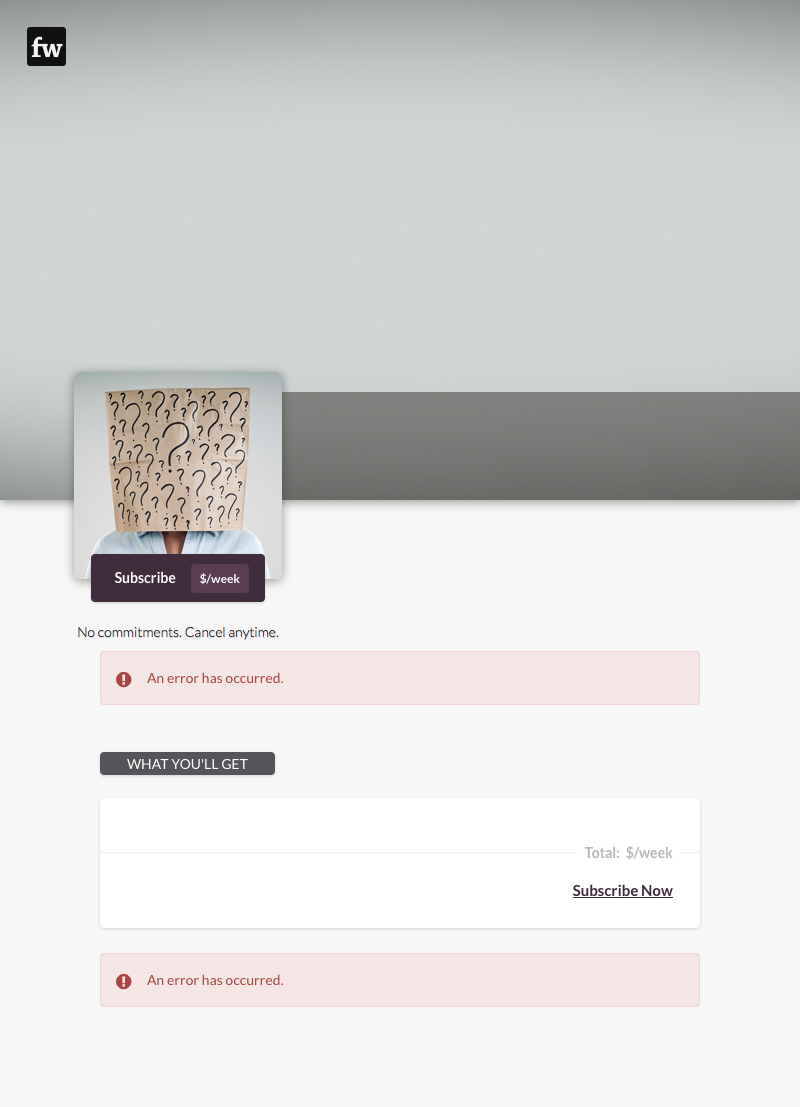 fw
Subscribe $/week
No commitments. Cancel anytime.
An error has occurred.
WHAT YOU'LL GET
Total: $/week
Subscribe Now
An error has occurred.